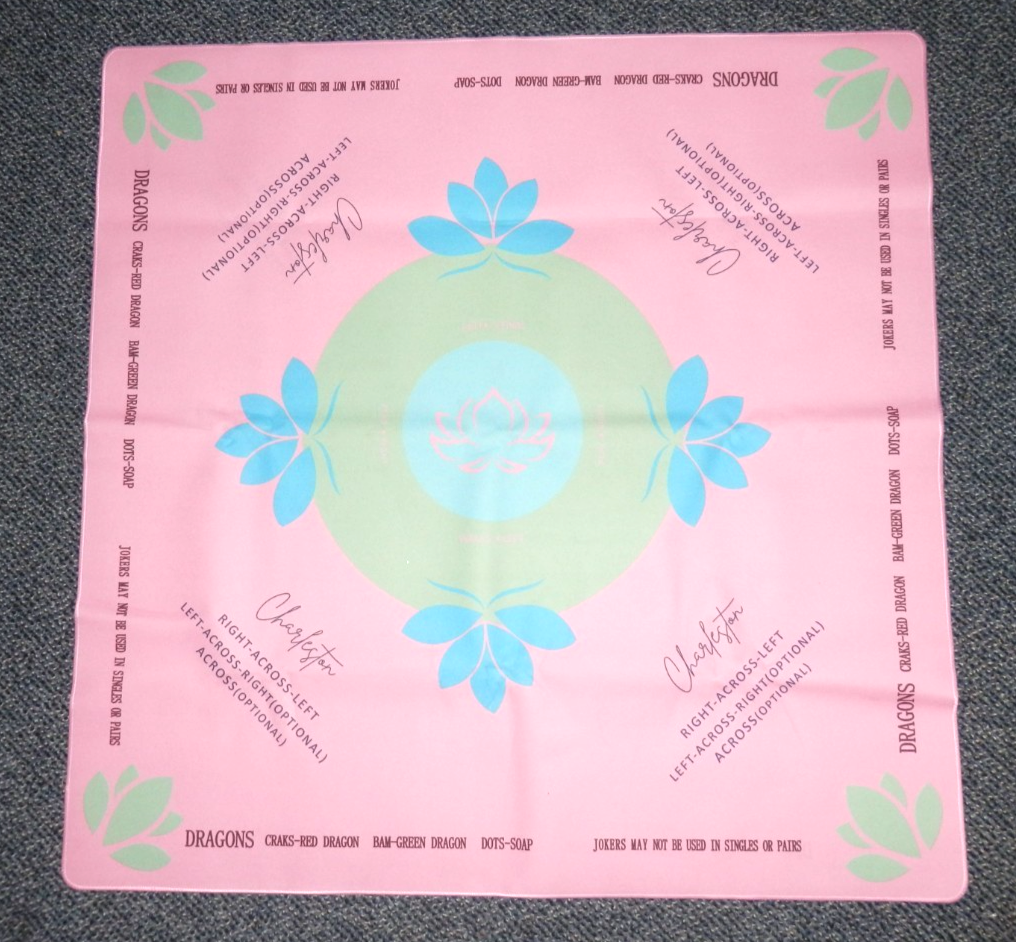 JOKERS MAY NOT BE USED IN SINGLES OR PAIRS
DRAGONS CRAKS-RED DRAGON BAM-GREEN DRAGON DOTS-SOAP
Charleston
RIGHT-ACROSS-LEFT
LEFT-ACROSS-RIGHT(OPTIONAL)
ACROSS(OPTIONAL)
Charleston
RIGHT-ACROSS-LEFT
LEFT-ACROSS-RIGHT(OPTIONAL)
ACROSS(OPTIONAL)
DRAGONS CRAKS-RED DRAGON BAM-GREEN DRAGON DOTS-SOAP
JOKERS MAY NOT BE USED IN SINGLES OR PAIRS
JOKERS MAY NOT BE USED IN SINGLES OR PAIRS
DRAGONS CRAKS-RED DRAGON BAM-GREEN DRAGON DOTS-SOAP
Charleston
RIGHT-ACROSS-LEFT
LEFT-ACROSS-RIGHT(OPTIONAL)
ACROSS(OPTIONAL)
Charleston
RIGHT-ACROSS-LEFT
LEFT-ACROSS-RIGHT(OPTIONAL)
ACROSS(OPTIONAL)
DRAGONS CRAKS-RED DRAGON BAM-GREEN DRAGON DOTS-SOAP
JOKERS MAY NOT BE USED IN SINGLES OR PAIRS